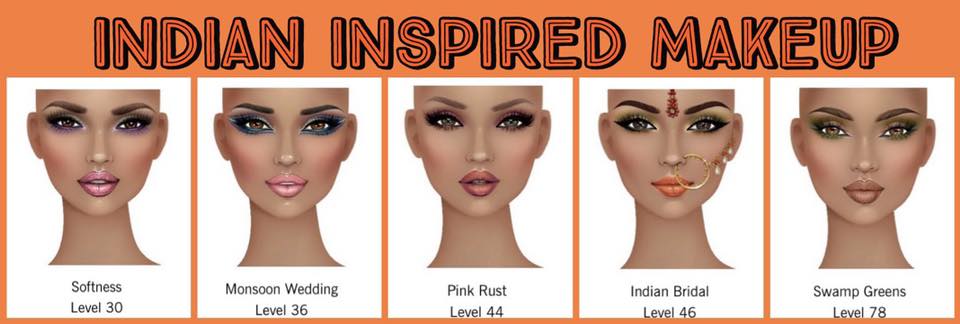 INDIAN INSPIRED MAKEUP
Softness
Level 30
Monsoon Wedding
Level 36
Pink Rust
Level 44
Indian Bridal
Level 46
Swamp Greens
Level 78